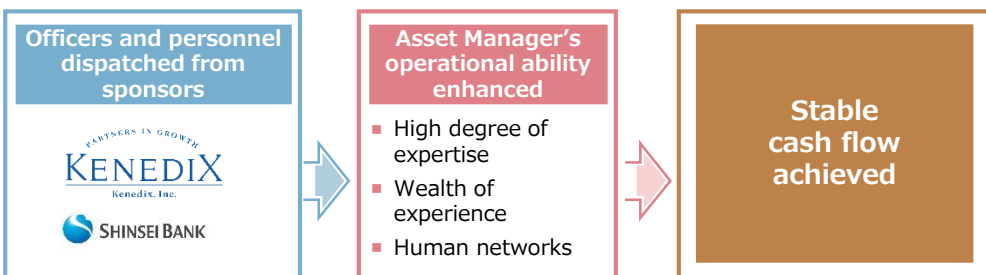 Officers and personnel
dispatched from
sponsors
PARTNERS IN GROWTH
KENEDIX
Kenedix, Inc.
SHINSEI BANK
Asset Manager's
operational ability
enhanced
High degree of
expertise
Wealth of
experience
Human networks
Stable
cash flow
achieved